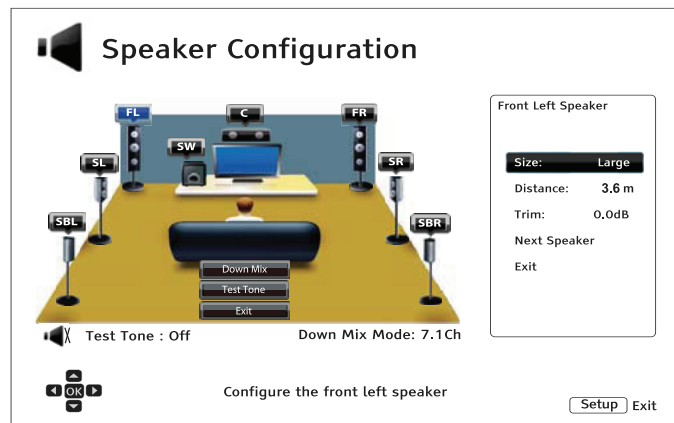 Speaker Configuration
FL
C
FR
SW
SL
SR
SBL
SBR
Down Mix
Test Tone
Exit
Test Tone : Off
Down Mix Mode: 7.1Ch
Front Left Speaker
Size: Large
Distance: 3.6 m
Trim: 0.0dB
Next Speaker
Exit
OK
Configure the front left speaker
Setup Exit